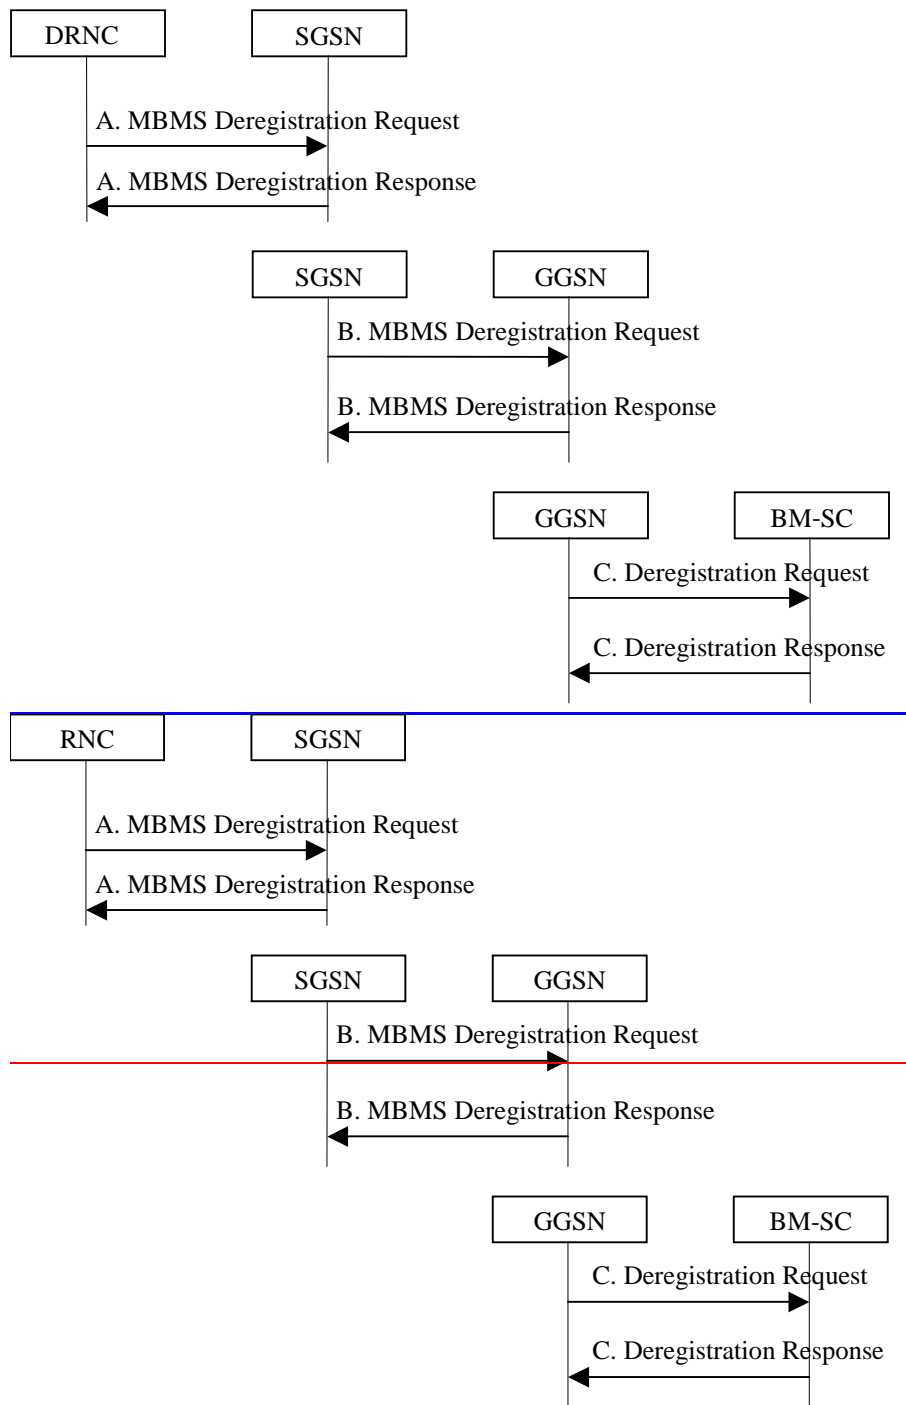 DRNC SGSN
A. MBMS Deregistration Request
A. MBMS Deregistration Response
SGSN GGSN
B. MBMS Deregistration Request
B. MBMS Deregistration Response
GGSN BM-SC
C. Deregistration Request
C. Deregistration Response
RNC SGSN
A. MBMS Deregistration Request
A. MBMS Deregistration Response
SGSN GGSN
B. MBMS Deregistration Request
B. MBMS Deregistration Response
GGSN BM-SC
C. Deregistration Request
C. Deregistration Response